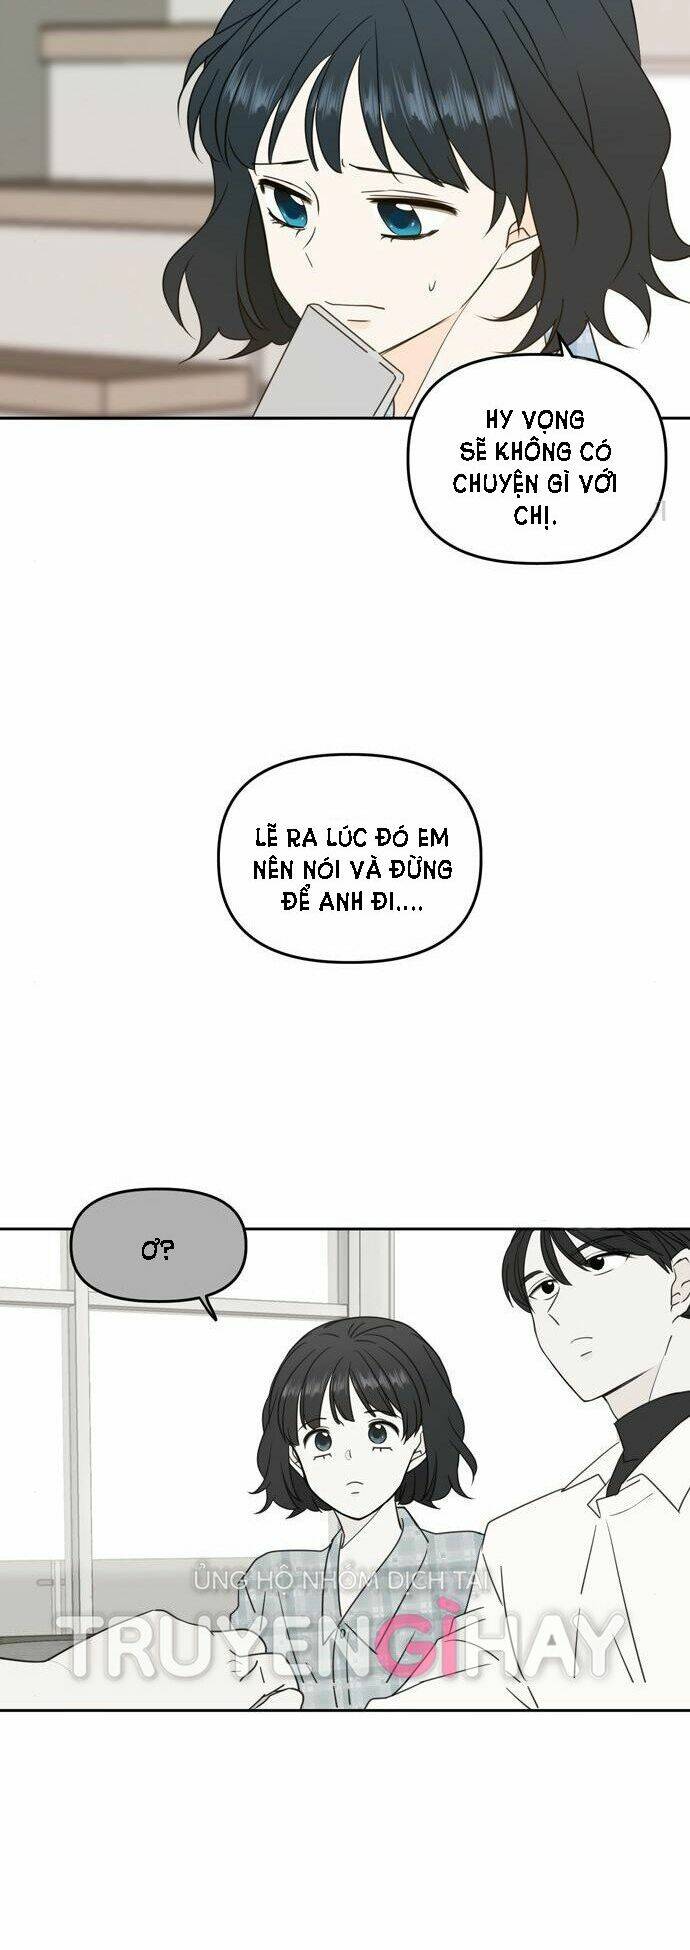 HY VỌNG
SẼ KHÔNG CÓ
CHUYỆN GÌ VỚI
CHỊ.
LẼ RA LÚC ĐÓ EM
NÊN NÓI VÀ ĐỪNG
ĐỂ ANH ĐI....
Ơ?
ỦNG HỘ NHÓM DỊCH TẠI
TRUYENGÌHAY